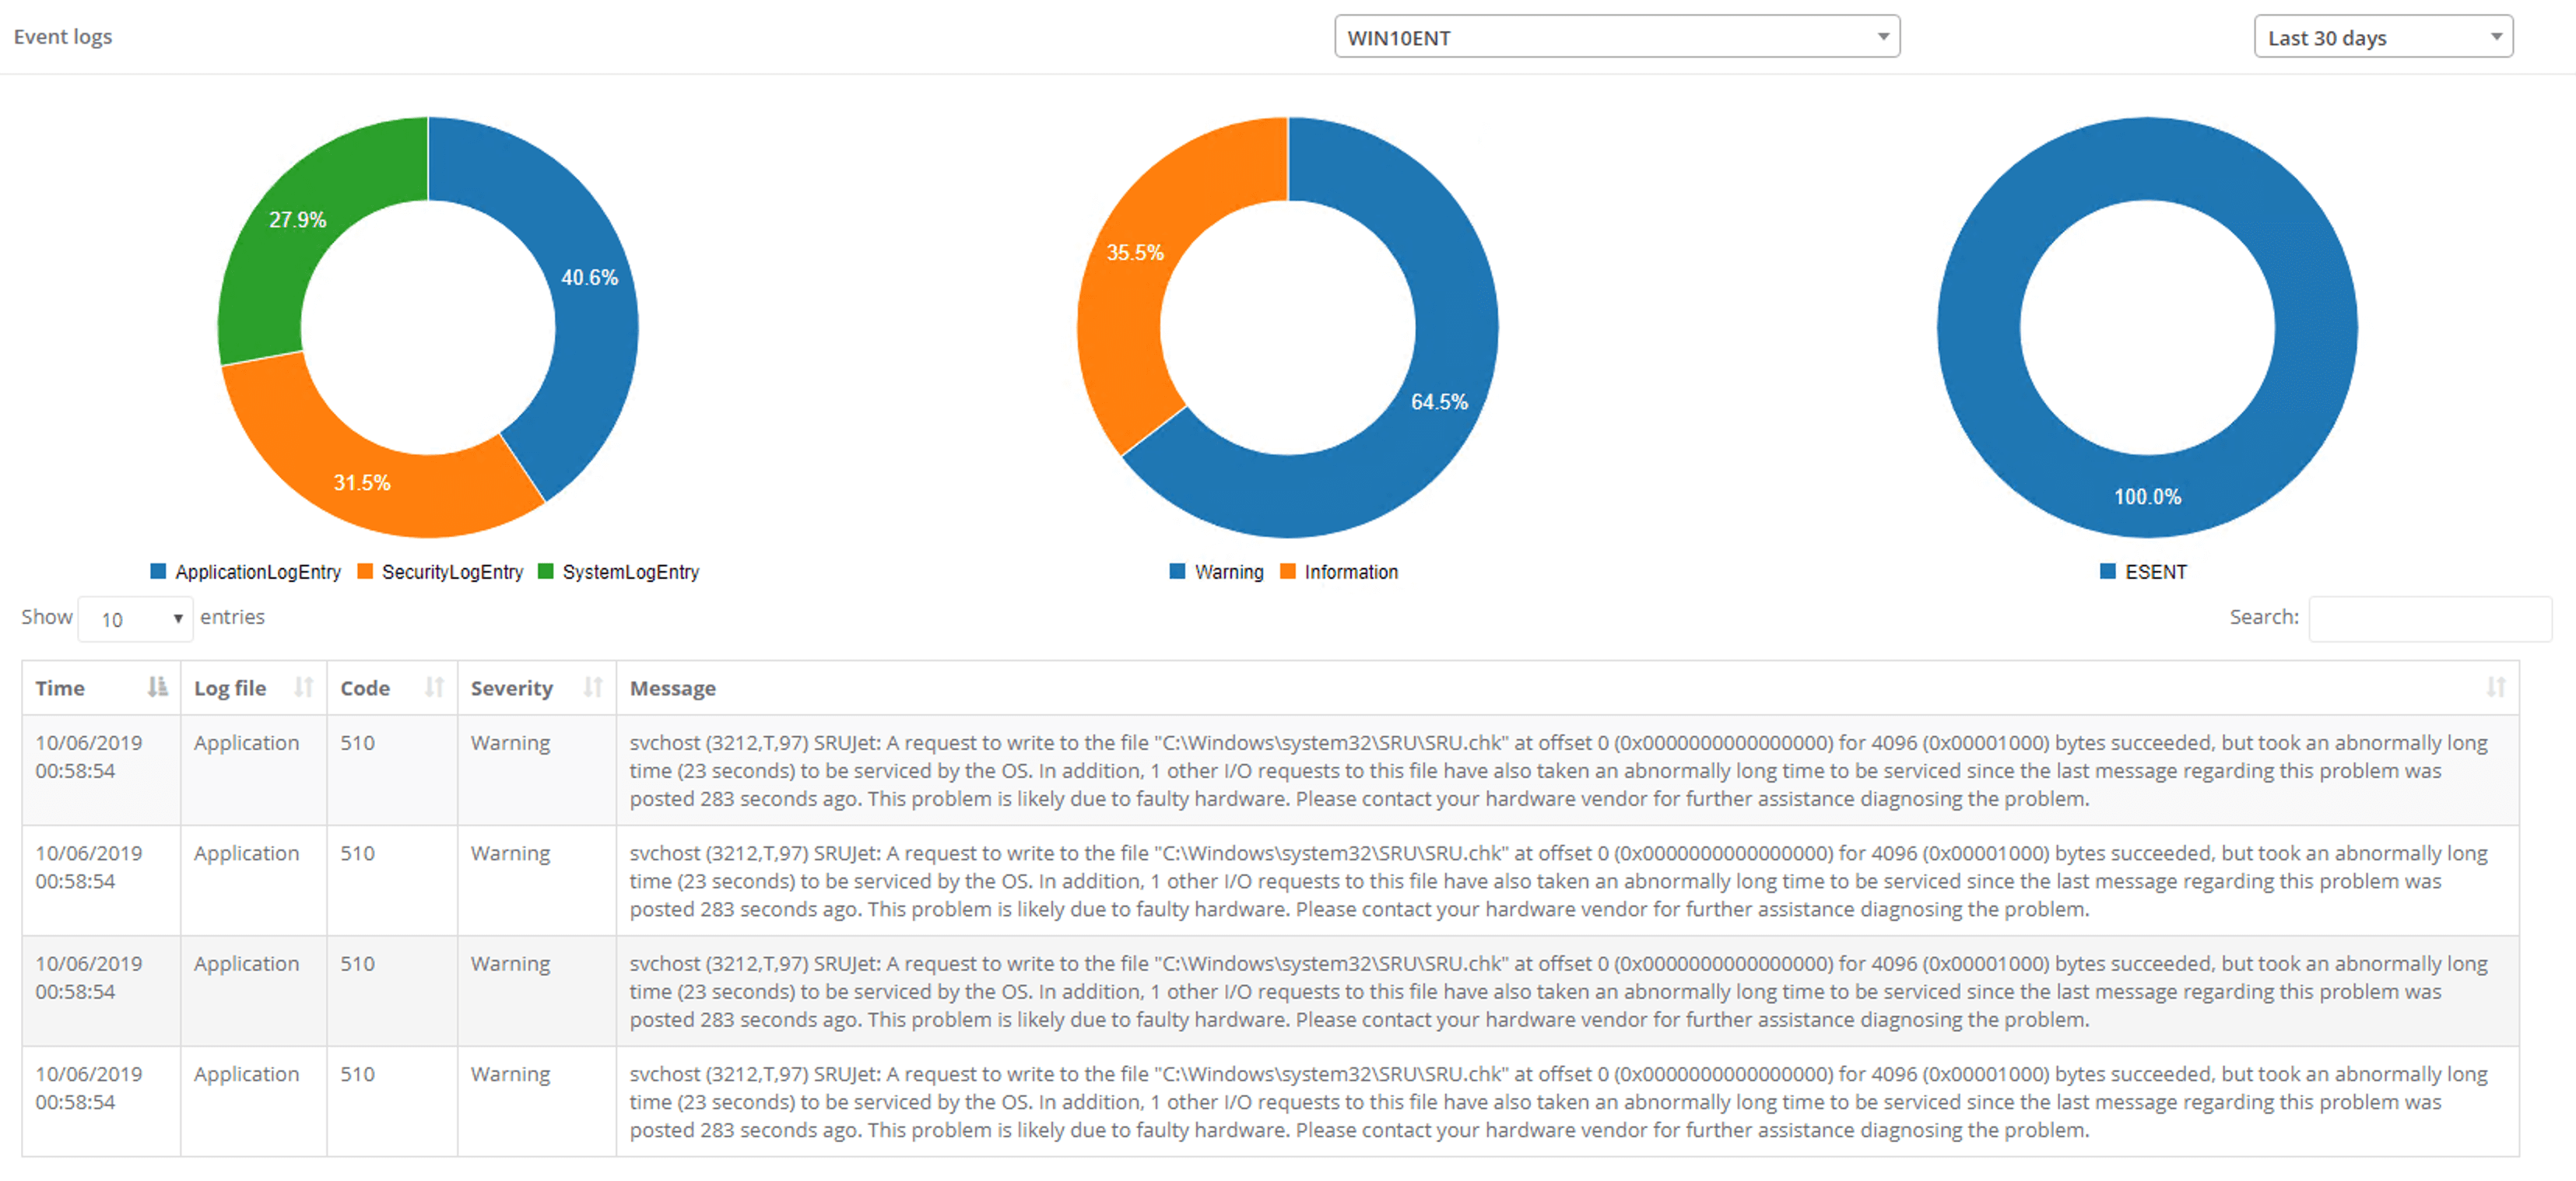 Event logs
WIN10ENT
Last 30 days
27.9%
40.6%
31.5%
ApplicationLogEntry SecurityLogEntry SystemLogEntry
35.5%
64.5%
Warning Information
100.0%
ESENT
Show 10 entries
Search:
Time Log file Code Severity Message
10/06/2019 00:58:54 Application 510 Warning svchost (3212,T,97) SRUJet: A request to write to the file "C:\Windows\system32\SRU\SRU.chk" at offset 0 (0x0000000000000000) for 4096 (0x00001000) bytes succeeded, but took an abnormally long
time (23 seconds) to be serviced by the OS. In addition, 1 other I/O requests to this file have also taken an abnormally long time to be serviced since the last message regarding this problem was
posted 283 seconds ago. This problem is likely due to faulty hardware. Please contact your hardware vendor for further assistance diagnosing the problem.
10/06/2019 00:58:54 Application 510 Warning svchost (3212,T,97) SRUJet: A request to write to the file "C:\Windows\system32\SRU\SRU.chk" at offset 0 (0x0000000000000000) for 4096 (0x00001000) bytes succeeded, but took an abnormally long
time (23 seconds) to be serviced by the OS. In addition, 1 other I/O requests to this file have also taken an abnormally long time to be serviced since the last message regarding this problem was
posted 283 seconds ago. This problem is likely due to faulty hardware. Please contact your hardware vendor for further assistance diagnosing the problem.
10/06/2019 00:58:54 Application 510 Warning svchost (3212,T,97) SRUJet: A request to write to the file "C:\Windows\system32\SRU\SRU.chk" at offset 0 (0x0000000000000000) for 4096 (0x00001000) bytes succeeded, but took an abnormally long
time (23 seconds) to be serviced by the OS. In addition, 1 other I/O requests to this file have also taken an abnormally long time to be serviced since the last message regarding this problem was
posted 283 seconds ago. This problem is likely due to faulty hardware. Please contact your hardware vendor for further assistance diagnosing the problem.
10/06/2019 00:58:54 Application 510 Warning svchost (3212,T,97) SRUJet: A request to write to the file "C:\Windows\system32\SRU\SRU.chk" at offset 0 (0x0000000000000000) for 4096 (0x00001000) bytes succeeded, but took an abnormally long
time (23 seconds) to be serviced by the OS. In addition, 1 other I/O requests to this file have also taken an abnormally long time to be serviced since the last message regarding this problem was
posted 283 seconds ago. This problem is likely due to faulty hardware. Please contact your hardware vendor for further assistance diagnosing the problem.